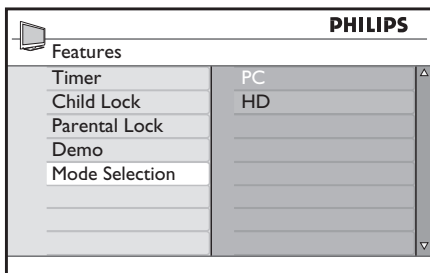 PHILIPS
Features
Timer
PC
Child Lock
HD
Parental Lock
Demo
Mode Selection